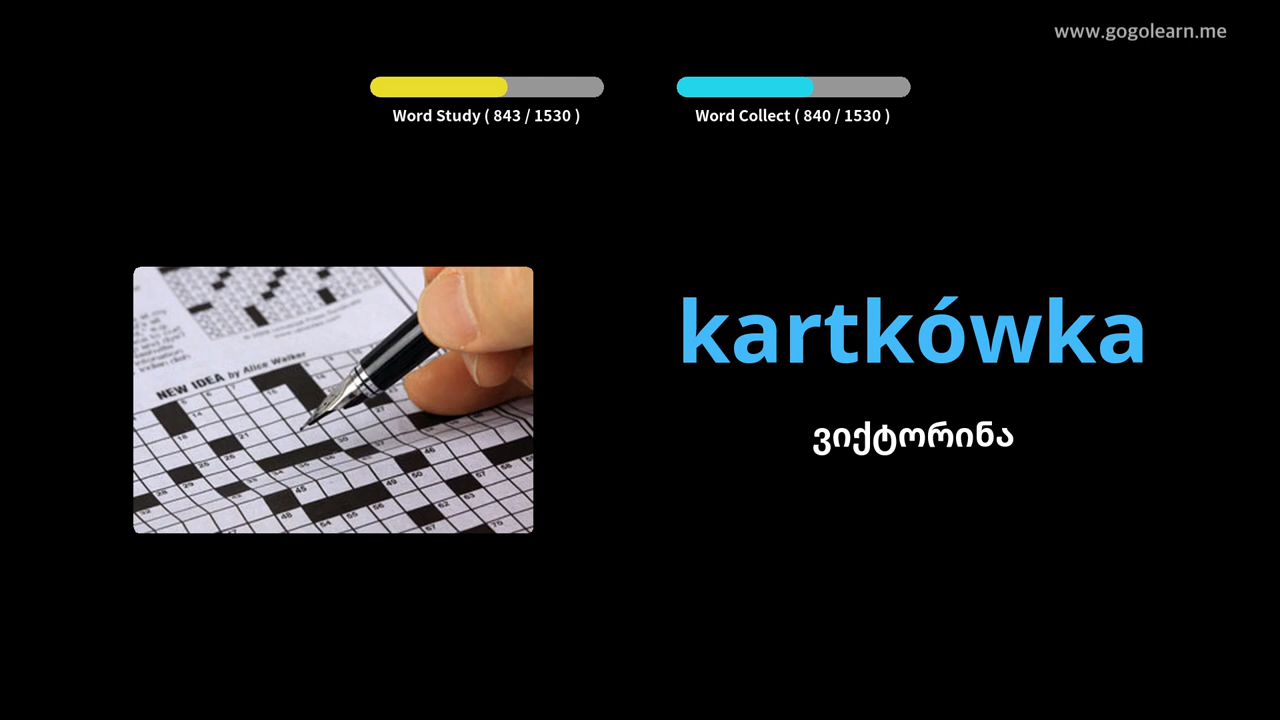 www.gogolearn.me
Word Study ( 843 / 1530 )
Word Collect ( 840 / 1530 )
NEW IDEA by Alice Walker
kartkówka
ვიქტორინა